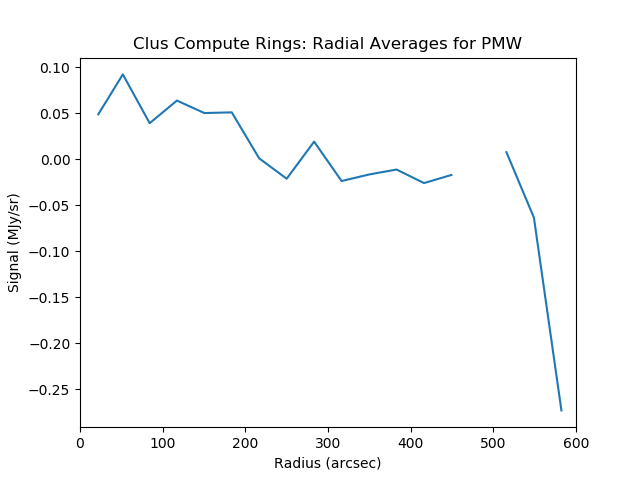 Clus Compute Rings: Radial Averages for PMW
0.10
0.05
0.00
−0.05
−0.10
−0.15
−0.20
−0.25
Signal (MJy/sr)
0 100 200 300 400 500 600
Radius (arcsec)